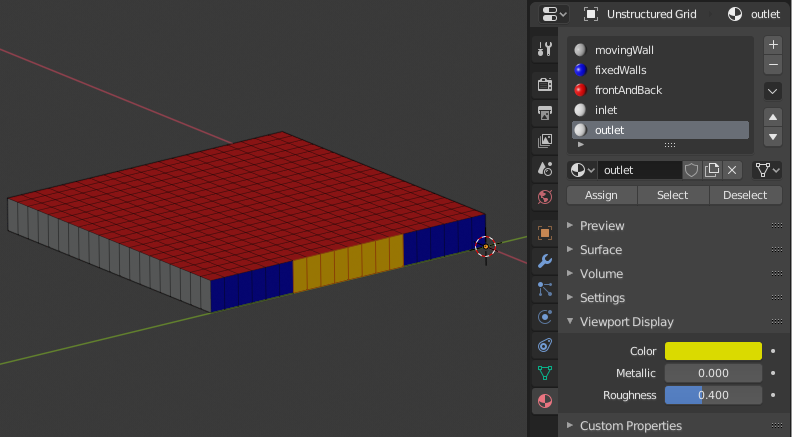 Unstructured Grid outlet
movingWall
fixedWalls
frontAndBack
inlet
outlet
outlet
Assign Select Deselect
Preview
Surface
Volume
Settings
Viewport Display
Color
Metallic 0.000
Roughness 0.400
Custom Properties